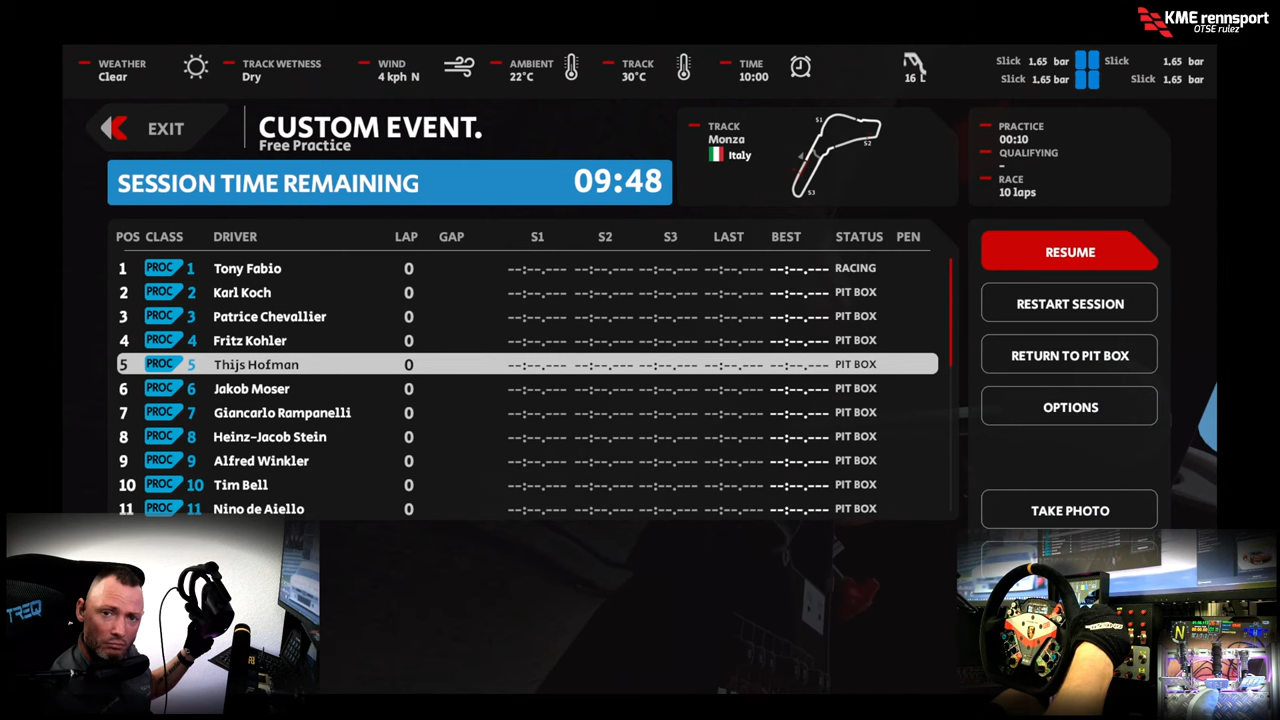 KME rennsport
OTSE rulez
WEATHER
Clear
TRACK WETNESS
Dry
WIND
4 kph N
AMBIENT
22°C
TRACK
30°C
TIME
10:00
16 L
Slick 1.65 bar
Slick 1.65 bar
Slick 1.65 bar
Slick 1.65 bar
EXIT
CUSTOM EVENT.
Free Practice
TRACK
Monza
Italy
S1
S2
S3
PRACTICE
00:10
QUALIFYING
-
RACE
10 laps
SESSION TIME REMAINING 09:48
POS CLASS DRIVER LAP GAP S1 S2 S3 LAST BEST STATUS PEN
1 PROC 1 Tony Fabio 0 --:--.--- --:--.--- --:--.--- --:--.--- --:--.--- RACING
2 PROC 2 Karl Koch 0 --:--.--- --:--.--- --:--.--- --:--.--- --:--.--- PIT BOX
3 PROC 3 Patrice Chevallier 0 --:--.--- --:--.--- --:--.--- --:--.--- --:--.--- PIT BOX
4 PROC 4 Fritz Kohler 0 --:--.--- --:--.--- --:--.--- --:--.--- --:--.--- PIT BOX
5 PROC 5 Thijs Hofman 0 --:--.--- --:--.--- --:--.--- --:--.--- --:--.--- PIT BOX
6 PROC 6 Jakob Moser 0 --:--.--- --:--.--- --:--.--- --:--.--- --:--.--- PIT BOX
7 PROC 7 Giancarlo Rampanelli 0 --:--.--- --:--.--- --:--.--- --:--.--- --:--.--- PIT BOX
8 PROC 8 Heinz-Jacob Stein 0 --:--.--- --:--.--- --:--.--- --:--.--- --:--.--- PIT BOX
9 PROC 9 Alfred Winkler 0 --:--.--- --:--.--- --:--.--- --:--.--- --:--.--- PIT BOX
10 PROC 10 Tim Bell 0 --:--.--- --:--.--- --:--.--- --:--.--- --:--.--- PIT BOX
11 PROC 11 Nino de Aiello 0 --:--.--- --:--.--- --:--.--- --:--.--- --:--.--- PIT BOX
RESUME
RESTART SESSION
RETURN TO PIT BOX
OPTIONS
TAKE PHOTO
TREQ
N